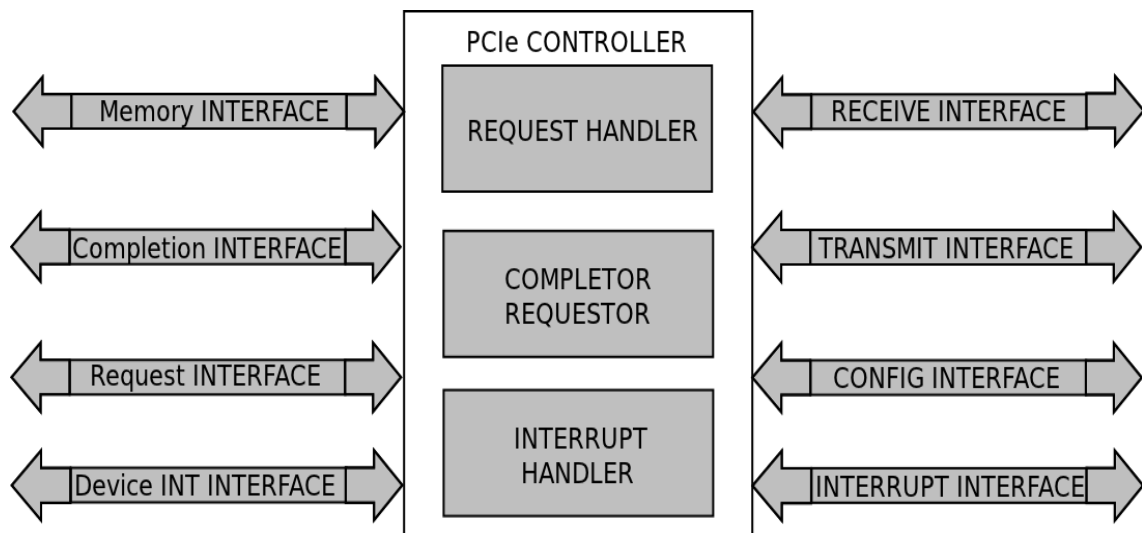 PCIe CONTROLLER
Memory INTERFACE
REQUEST HANDLER
RECEIVE INTERFACE
Completion INTERFACE
COMPLETOR
REQUESTOR
TRANSMIT INTERFACE
Request INTERFACE
CONFIG INTERFACE
INTERRUPT
HANDLER
Device INT INTERFACE
INTERRUPT INTERFACE